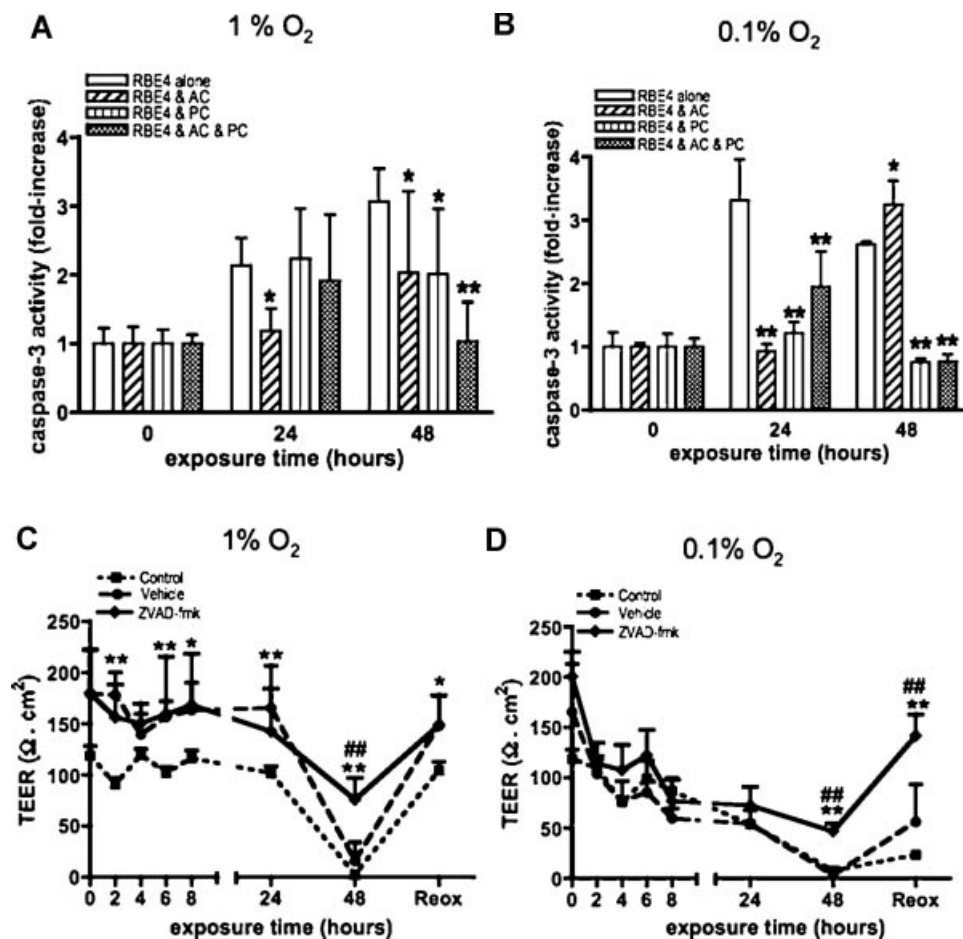 A
1 % O₂
RBE4 alone
RBE4 & AC
RBE4 & PC
RBE4 & AC & PC
caspase-3 activity (fold-increase)
4
3
2
1
0
* * * **
0 24 48
exposure time (hours)
B
0.1% O₂
RBE4 alone
RBE4 & AC
RBE4 & PC
RBE4 & AC & PC
caspase-3 activity (fold-increase)
4
2
0
** ** ** * ** **
0 24 48
exposure time (hours)
C
1% O₂
Control
Vehicle
ZVAD-fmk
TEER (Ω . cm²)
250
200
150
100
50
0
** ** * ** ## ** *
0 2 4 6 8 24 48 Reox
exposure time (hours)
D
0.1% O₂
Control
Vehicle
ZVAD-fmk
TEER (Ω . cm²)
250
200
150
100
50
0
## ** ## **
0 2 4 6 8 24 48 Reox
exposure time (hours)